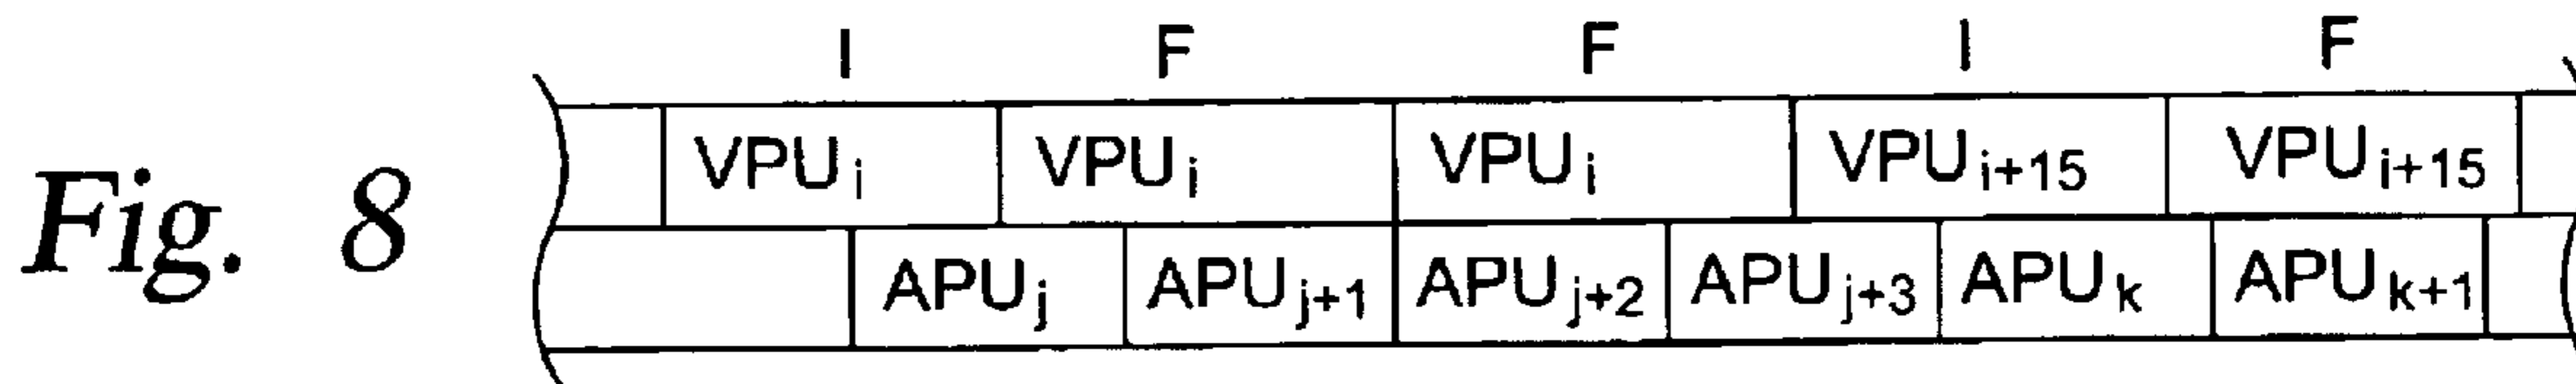 I F F I F
Fig. 8
VPUᵢ VPUᵢ VPUᵢ VPUᵢ₊₁₅ VPUᵢ₊₁₅
APUⱼ APUⱼ₊₁ APUⱼ₊₂ APUⱼ₊₃ APUₖ APUₖ₊₁